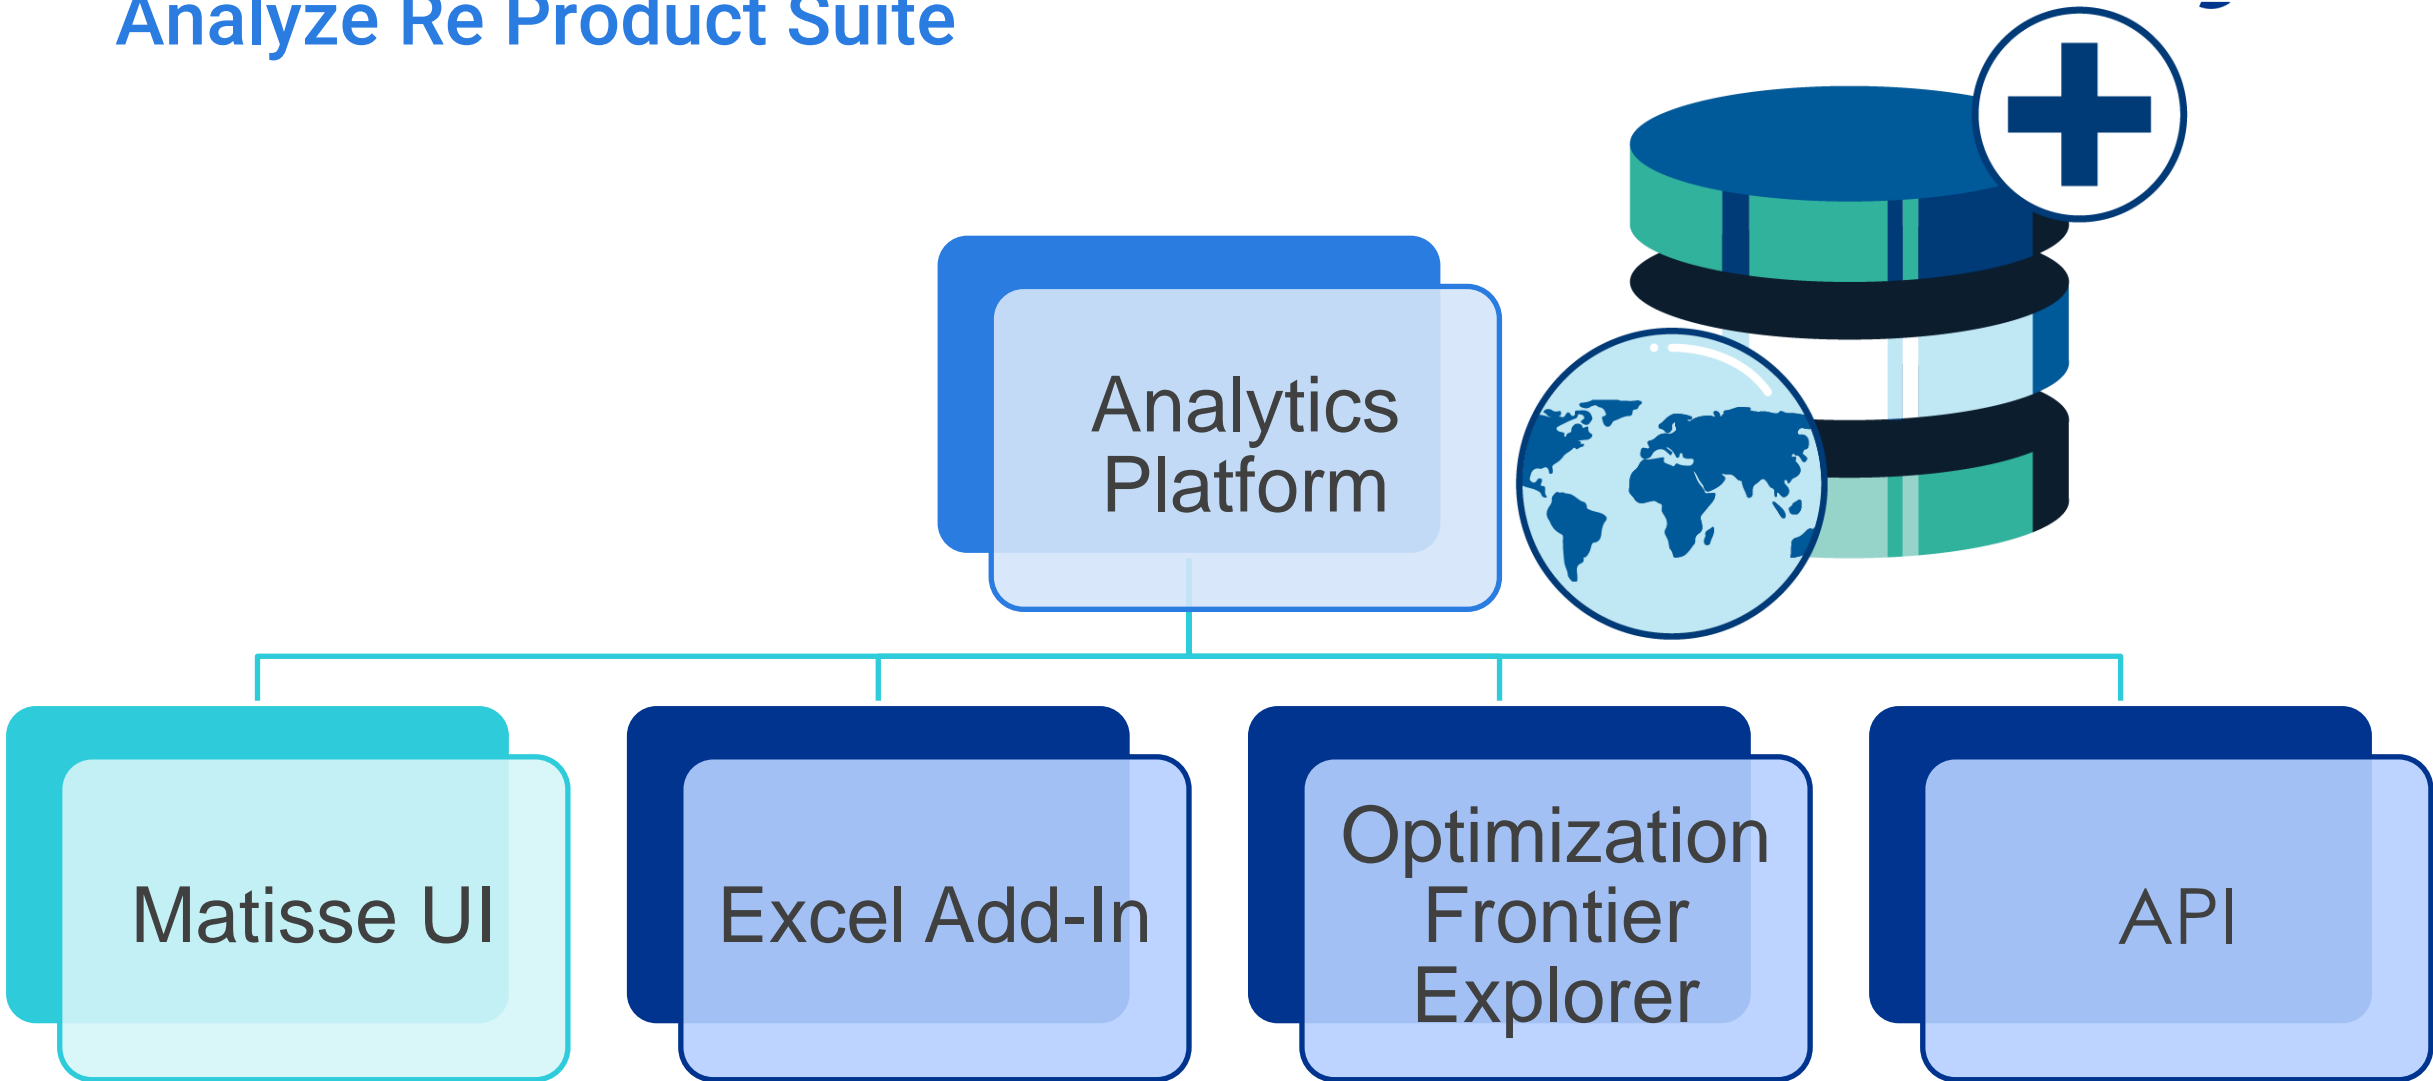 Analyze Re Product Suite
Analytics
Platform
Matisse UI
Excel Add-In
Optimization
Frontier
Explorer
API